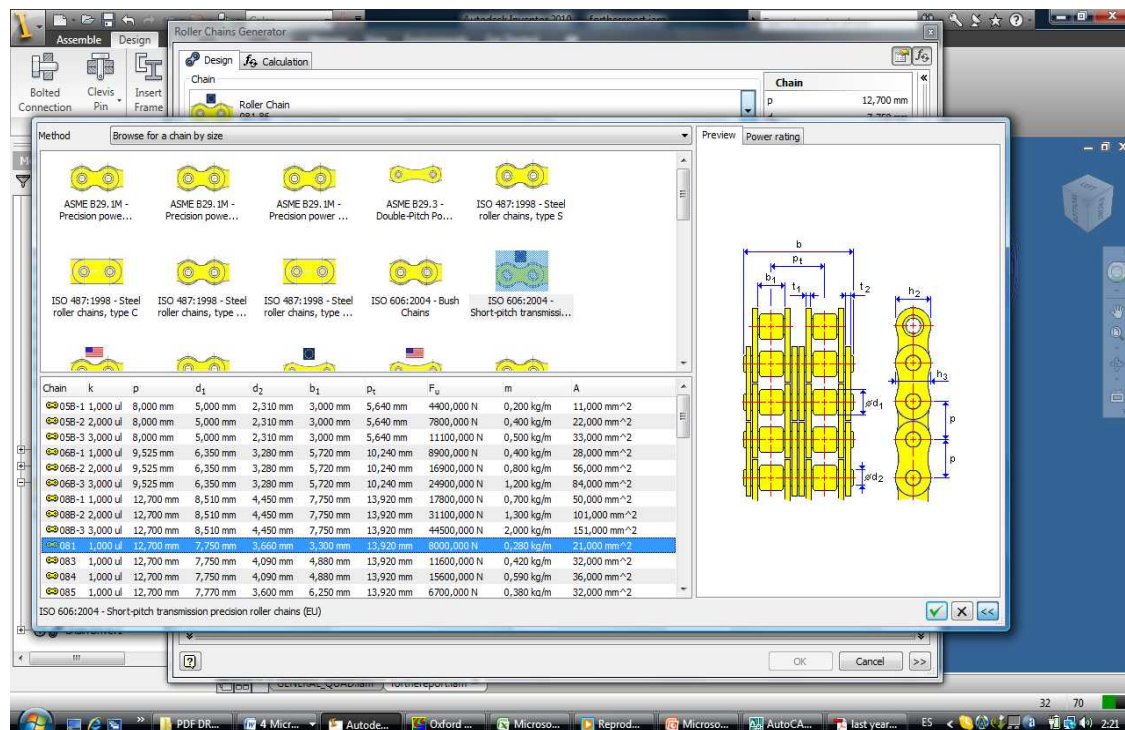 Autodesk Inventor 2010 forthereport.iam
Assemble Design
Roller Chains Generator
Bolted Connection
Clevis Pin
Insert Frame
Design Calculation
Chain
Roller Chain
Chain
p 12,700 mm
Method Browse for a chain by size
Preview Power rating
ASME B29.1M - Precision powe...
ASME B29.1M - Precision powe...
ASME B29.1M - Precision power ...
ASME B29.3 - Double-Pitch Po...
ISO 487:1998 - Steel roller chains, type S
ISO 487:1998 - Steel roller chains, type C
ISO 487:1998 - Steel roller chains, type ...
ISO 487:1998 - Steel roller chains, type ...
ISO 606:2004 - Bush Chains
ISO 606:2004 - Short-pitch transmissi...
Chain k p d1 d2 b1 pt Fu m A
05B-1 1,000 ul 8,000 mm 5,000 mm 2,310 mm 3,000 mm 5,640 mm 4400,000 N 0,200 kg/m 11,000 mm^2
05B-2 2,000 ul 8,000 mm 5,000 mm 2,310 mm 3,000 mm 5,640 mm 7800,000 N 0,400 kg/m 22,000 mm^2
05B-3 3,000 ul 8,000 mm 5,000 mm 2,310 mm 3,000 mm 5,640 mm 11100,000 N 0,500 kg/m 33,000 mm^2
06B-1 1,000 ul 9,525 mm 6,350 mm 3,280 mm 5,720 mm 10,240 mm 8900,000 N 0,400 kg/m 28,000 mm^2
06B-2 2,000 ul 9,525 mm 6,350 mm 3,280 mm 5,720 mm 10,240 mm 16900,000 N 0,800 kg/m 56,000 mm^2
06B-3 3,000 ul 9,525 mm 6,350 mm 3,280 mm 5,720 mm 10,240 mm 24900,000 N 1,200 kg/m 84,000 mm^2
08B-1 1,000 ul 12,700 mm 8,510 mm 4,450 mm 7,750 mm 13,920 mm 17800,000 N 0,700 kg/m 50,000 mm^2
08B-2 2,000 ul 12,700 mm 8,510 mm 4,450 mm 7,750 mm 13,920 mm 31100,000 N 1,300 kg/m 101,000 mm^2
08B-3 3,000 ul 12,700 mm 8,510 mm 4,450 mm 7,750 mm 13,920 mm 44500,000 N 2,000 kg/m 151,000 mm^2
081 1,000 ul 12,700 mm 7,750 mm 3,660 mm 3,300 mm 13,920 mm 8000,000 N 0,280 kg/m 21,000 mm^2
083 1,000 ul 12,700 mm 7,750 mm 4,090 mm 4,880 mm 13,920 mm 11600,000 N 0,420 kg/m 32,000 mm^2
084 1,000 ul 12,700 mm 7,750 mm 4,090 mm 4,880 mm 13,920 mm 15600,000 N 0,590 kg/m 36,000 mm^2
085 1,000 ul 12,700 mm 7,770 mm 3,600 mm 6,250 mm 13,920 mm 6700,000 N 0,380 kg/m 32,000 mm^2
b
pt
b1 t1 t2 h2
h3
ød1
p
p
ød2
ISO 606:2004 - Short-pitch transmission precision roller chains (EU)
<<
OK Cancel >>
GENERAL_QUAD.iam forthereport.iam
32 70
PDF DR... 4 Micr... Autode... Oxford ... Microso... Reprod... Microso... AutoCA... last year... ES 2:21